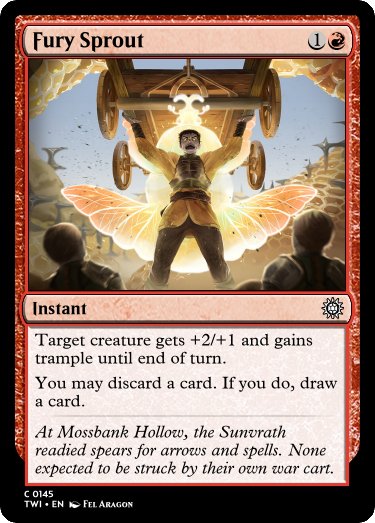 Fury Sprout 1
Instant
Target creature gets +2/+1 and gains
trample until end of turn.
You may discard a card. If you do, draw
a card.
At Mossbank Hollow, the Sunvrath
readied spears for arrows and spells. None
expected to be struck by their own war cart.
C 0145
TWI • EN Fel Aragon